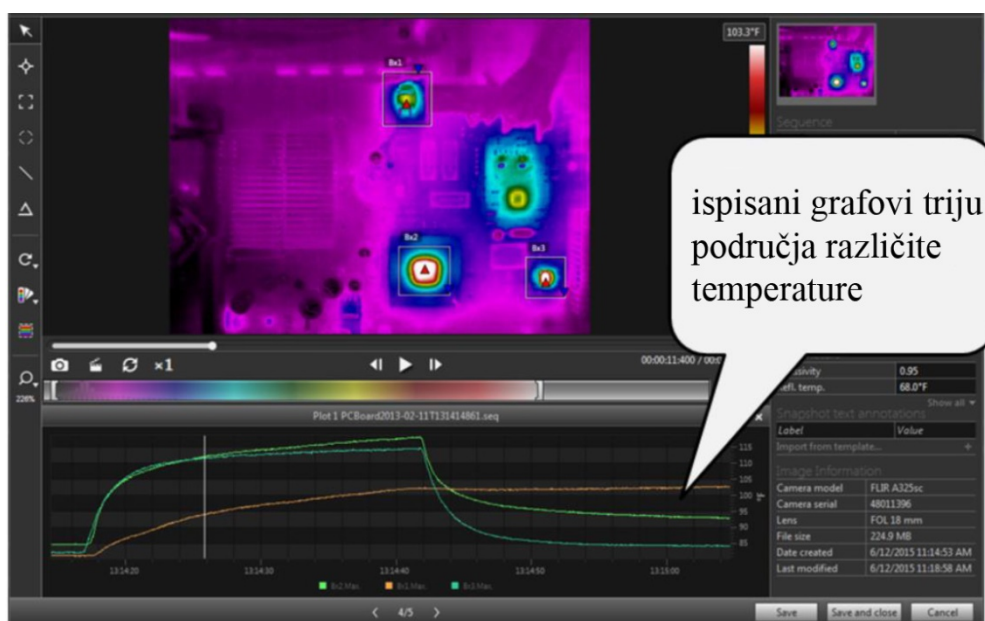 103.3°F
Bx1
Bx2
Bx3
Sequence
ispisani grafovi triju
područja različite
temperature
×1
00:00:11:400
226%
0.95
Refl. temp. 68.0°F
Show all
Snapshot text annotations
Label Value
Import from template... +
Image Information
Camera model FLIR A325sc
Camera serial 48011396
Lens FOL 18 mm
File size 224.9 MB
Date created 6/12/2015 11:14:53 AM
Last modified 6/12/2015 11:18:58 AM
Plot 1 PCBoard2013-02-11T131414861.seq
115
110
105
100
95
90
85
°F
13:14:20 13:14:30 13:14:40 13:14:50 13:15:00
Bx2.Max. Bx1.Max. Bx3.Max.
4/5
Save Save and close Cancel